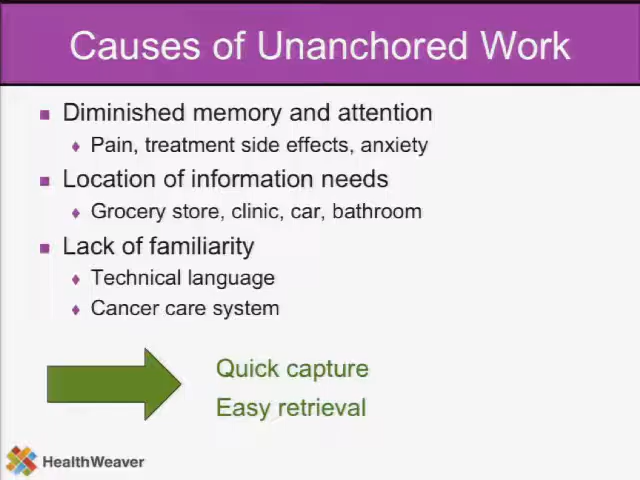 Causes of Unanchored Work
Diminished memory and attention
Pain, treatment side effects, anxiety
Location of information needs
Grocery store, clinic, car, bathroom
Lack of familiarity
Technical language
Cancer care system
Quick capture
Easy retrieval
HealthWeaver